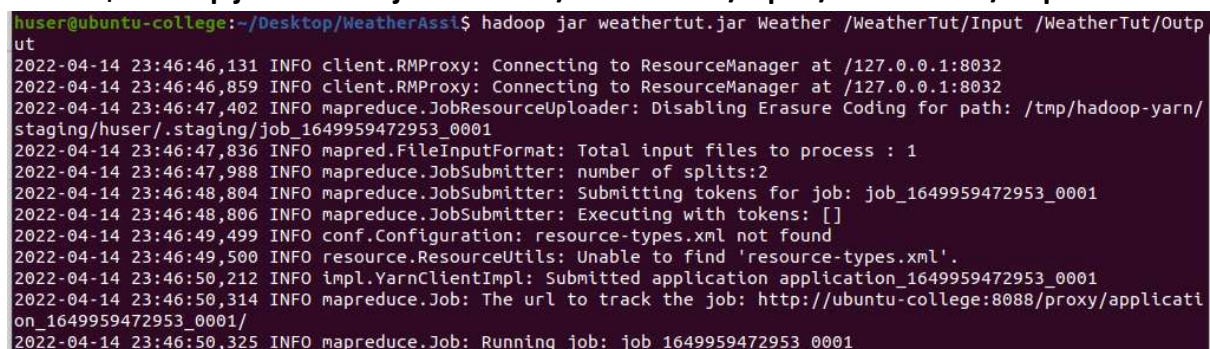 huser@ubuntu-college:~/Desktop/WeatherAssi$ hadoop jar weathertut.jar Weather /WeatherTut/Input /WeatherTut/Outp
ut
2022-04-14 23:46:46,131 INFO client.RMProxy: Connecting to ResourceManager at /127.0.0.1:8032
2022-04-14 23:46:46,859 INFO client.RMProxy: Connecting to ResourceManager at /127.0.0.1:8032
2022-04-14 23:46:47,402 INFO mapreduce.JobResourceUploader: Disabling Erasure Coding for path: /tmp/hadoop-yarn/
staging/huser/.staging/job_1649959472953_0001
2022-04-14 23:46:47,836 INFO mapred.FileInputFormat: Total input files to process : 1
2022-04-14 23:46:47,988 INFO mapreduce.JobSubmitter: number of splits:2
2022-04-14 23:46:48,804 INFO mapreduce.JobSubmitter: Submitting tokens for job: job_1649959472953_0001
2022-04-14 23:46:48,806 INFO mapreduce.JobSubmitter: Executing with tokens: []
2022-04-14 23:46:49,499 INFO conf.Configuration: resource-types.xml not found
2022-04-14 23:46:49,500 INFO resource.ResourceUtils: Unable to find 'resource-types.xml'.
2022-04-14 23:46:50,212 INFO impl.YarnClientImpl: Submitted application application_1649959472953_0001
2022-04-14 23:46:50,314 INFO mapreduce.Job: The url to track the job: http://ubuntu-college:8088/proxy/applicati
on_1649959472953_0001/
2022-04-14 23:46:50,325 INFO mapreduce.Job: Running job: job_1649959472953_0001